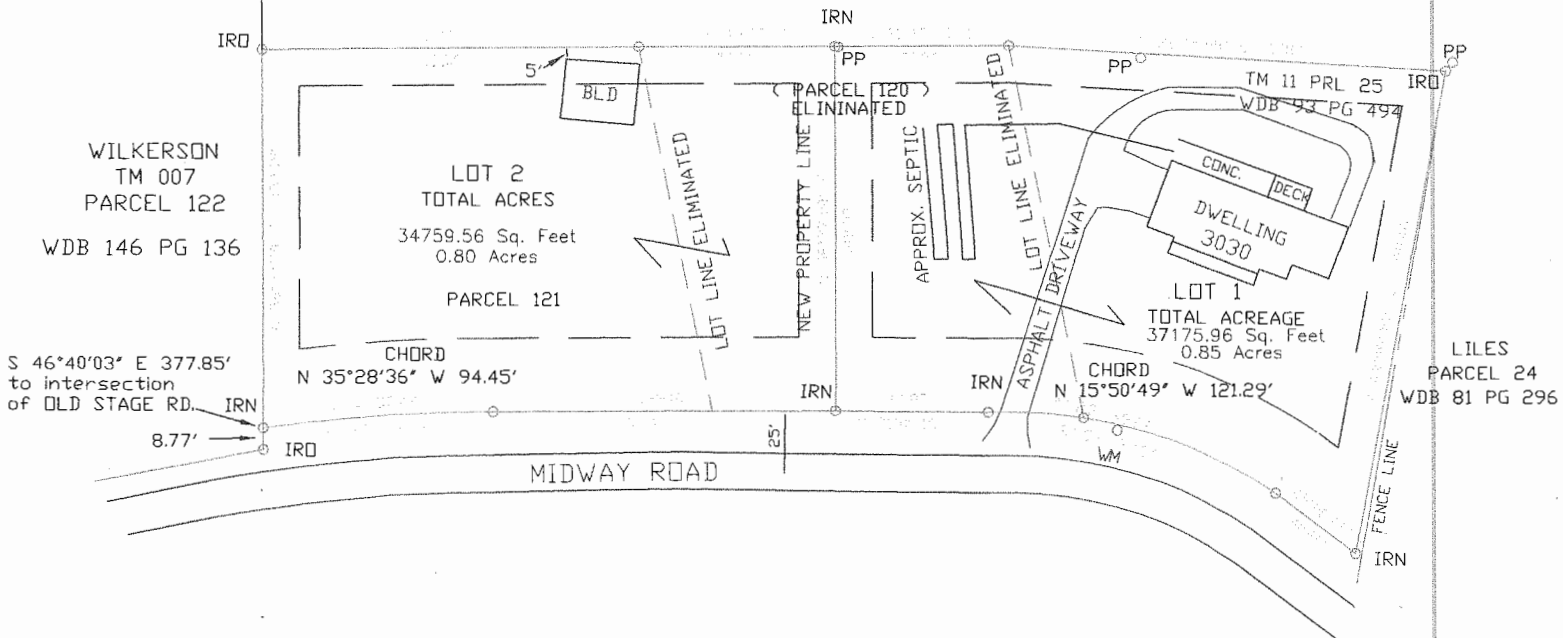 IRN
IRO
PP
PP
PP
5'
BLD
( PARCEL 120 )
ELININATED
TM 11 PRL 25
IRO
WDB 93 PG 494
WILKERSON
TM 007
PARCEL 122
WDB 146 PG 136
LOT 2
TOTAL ACRES
34759.56 Sq. Feet
0.80 Acres
PARCEL 121
LOT LINE ELIMINATED
NEW PROPERTY LINE
APPROX. SEPTIC
LOT LINE ELIMINATED
ASPHALT DRIVEWAY
CONC.
DECK
DWELLING
3030
LOT 1
TOTAL ACREAGE
37175.96 Sq. Feet
0.85 Acres
CHORD
N 35°28'36" W 94.45'
CHORD
N 15°50'49" W 121.29'
LILES
PARCEL 24
WDB 81 PG 296
S 46°40'03" E 377.85'
to intersection
of OLD STAGE RD.
IRN
8.77'
IRO
IRN
IRN
25'
WM
MIDWAY ROAD
FENCE LINE
IRN